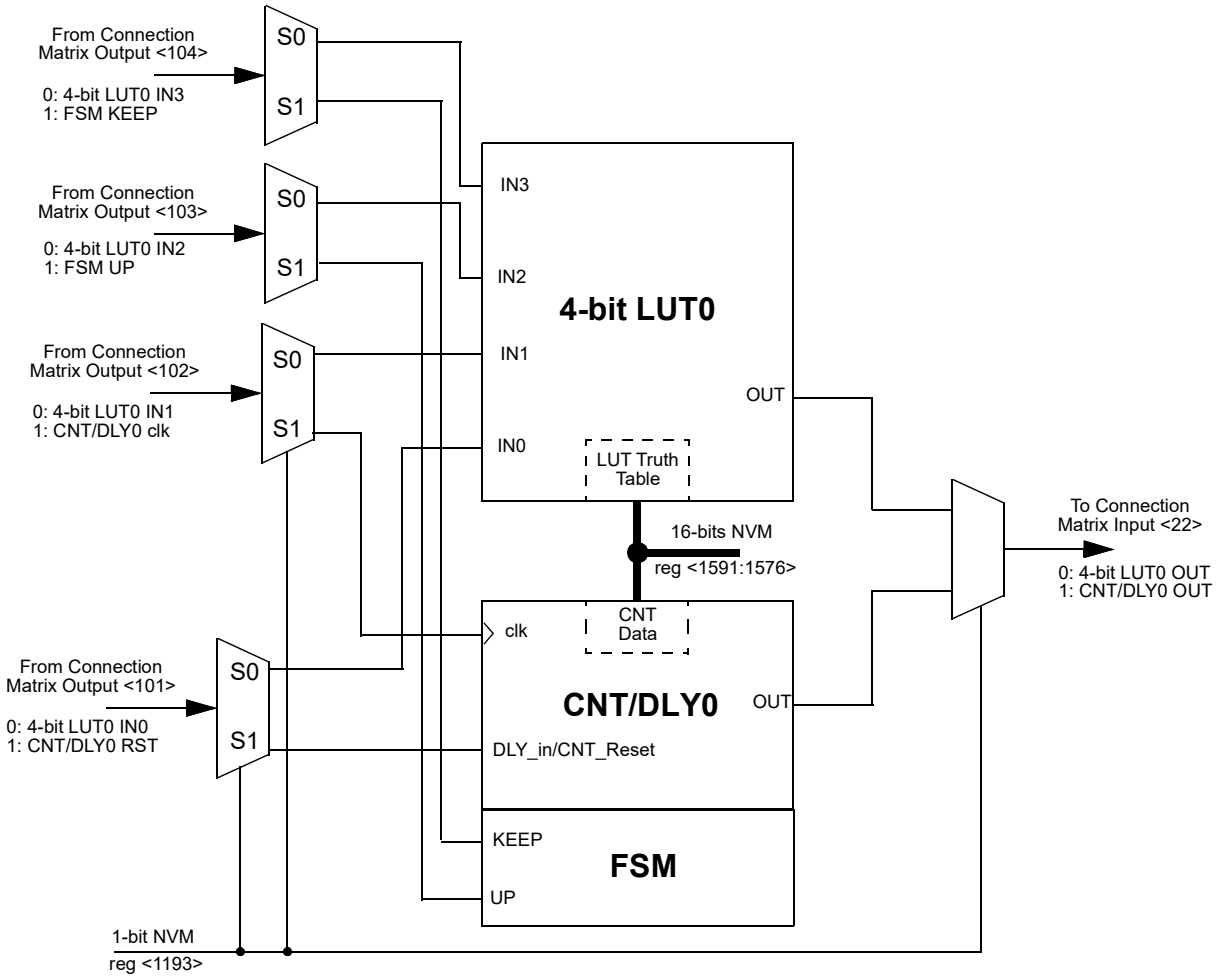 From Connection
Matrix Output <104>
0: 4-bit LUT0 IN3
1: FSM KEEP
S0
S1
From Connection
Matrix Output <103>
0: 4-bit LUT0 IN2
1: FSM UP
S0
S1
From Connection
Matrix Output <102>
0: 4-bit LUT0 IN1
1: CNT/DLY0 clk
S0
S1
From Connection
Matrix Output <101>
0: 4-bit LUT0 IN0
1: CNT/DLY0 RST
S0
S1
IN3
IN2
IN1
IN0
4-bit LUT0
OUT
LUT Truth
Table
16-bits NVM
reg <1591:1576>
CNT
Data
clk
CNT/DLY0
OUT
DLY_in/CNT_Reset
KEEP
FSM
UP
To Connection
Matrix Input <22>
0: 4-bit LUT0 OUT
1: CNT/DLY0 OUT
1-bit NVM
reg <1193>